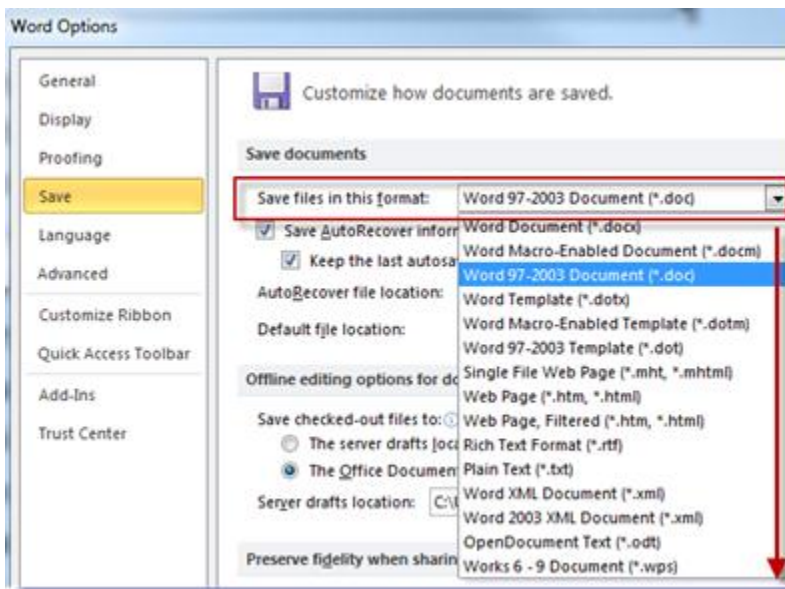 Word Options
General
Display
Proofing
Save
Language
Advanced
Customize Ribbon
Quick Access Toolbar
Add-Ins
Trust Center
Customize how documents are saved.
Save documents
Save files in this format: Word 97-2003 Document (*.doc)
Save AutoRecover inform
Keep the last autosa
AutoRecover file location:
Default file location:
Offline editing options for do
Save checked-out files to:
The server drafts loca
The Office Documen
Server drafts location: C:\
Preserve fidelity when sharin
Word Document (*.docx)
Word Macro-Enabled Document (*.docm)
Word 97-2003 Document (*.doc)
Word Template (*.dotx)
Word Macro-Enabled Template (*.dotm)
Word 97-2003 Template (*.dot)
Single File Web Page (*.mht, *.mhtml)
Web Page (*.htm, *.html)
Web Page, Filtered (*.htm, *.html)
Rich Text Format (*.rtf)
Plain Text (*.txt)
Word XML Document (*.xml)
Word 2003 XML Document (*.xml)
OpenDocument Text (*.odt)
Works 6 - 9 Document (*.wps)